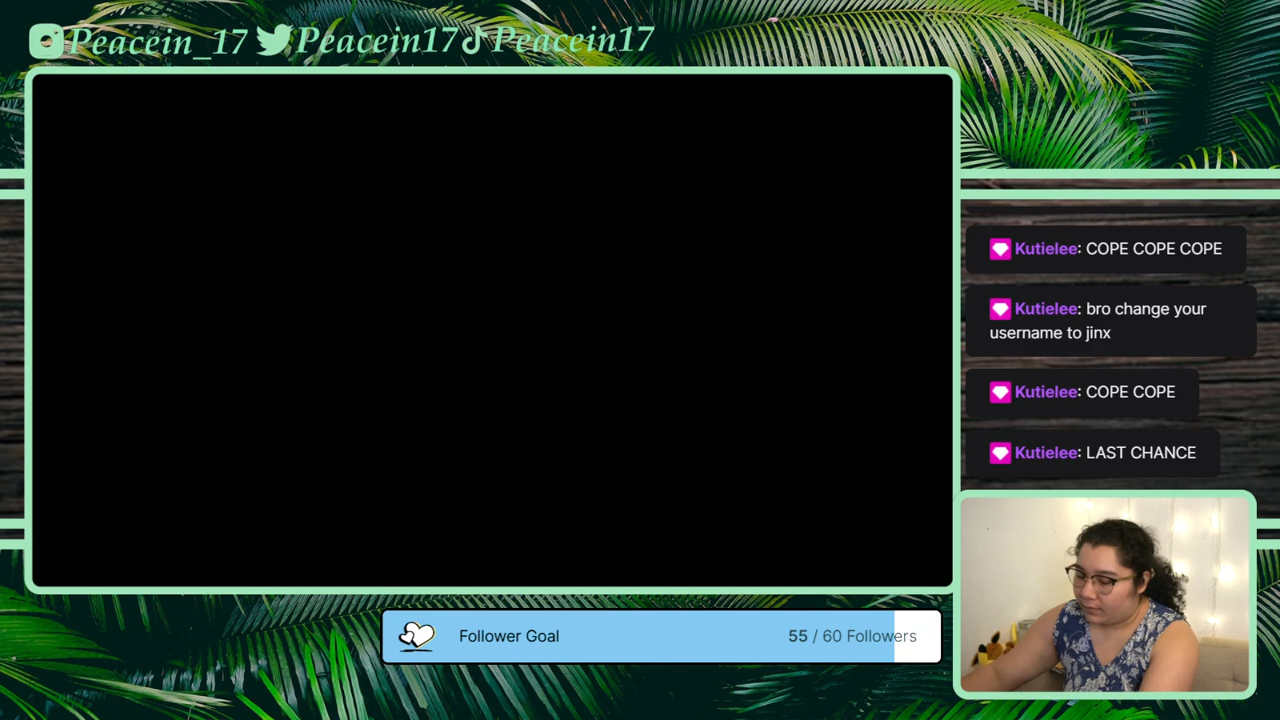 Peacein_17 Peacein17 Peacein17
Kutielee: COPE COPE COPE
Kutielee: bro change your
username to jinx
Kutielee: COPE COPE
Kutielee: LAST CHANCE
Follower Goal 55 / 60 Followers